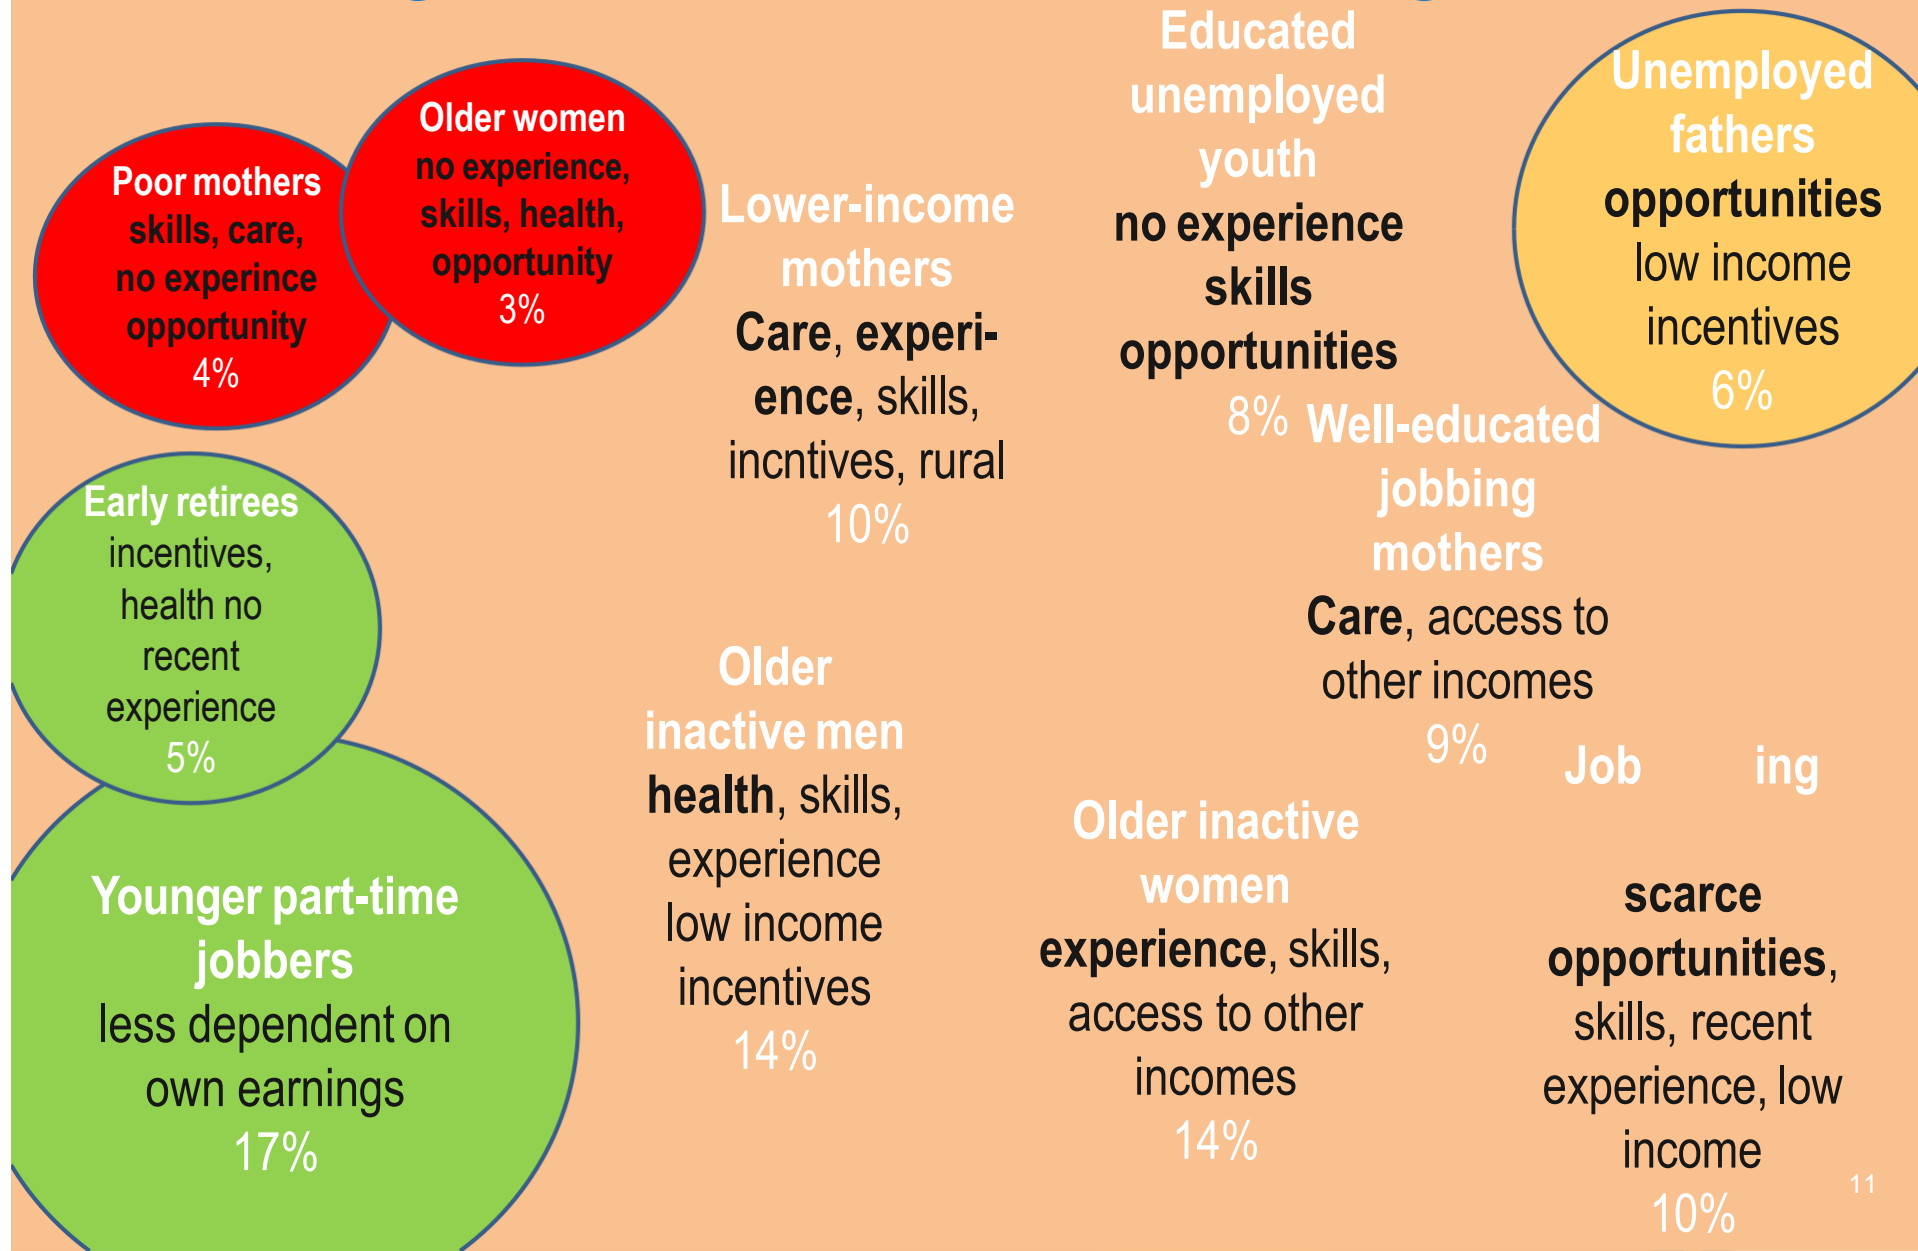 Poor mothers
skills, care,
no experince
opportunity
4%
Older women
no experience,
skills, health,
opportunity
3%
Lower-income
mothers
Care, experi-
ence, skills,
incntives, rural
10%
Educated
unemployed
youth
no experience
skills
opportunities
8%
Unemployed
fathers
opportunities
low income
incentives
6%
Well-educated
jobbing
mothers
Care, access to
other incomes
9%
Early retirees
incentives,
health no
recent
experience
5%
Younger part-time
jobbers
less dependent on
own earnings
17%
Older
inactive men
health, skills,
experience
low income
incentives
14%
Older inactive
women
experience, skills,
access to other
incomes
14%
Job ing
scarce
opportunities,
skills, recent
experience, low
income
10%
11